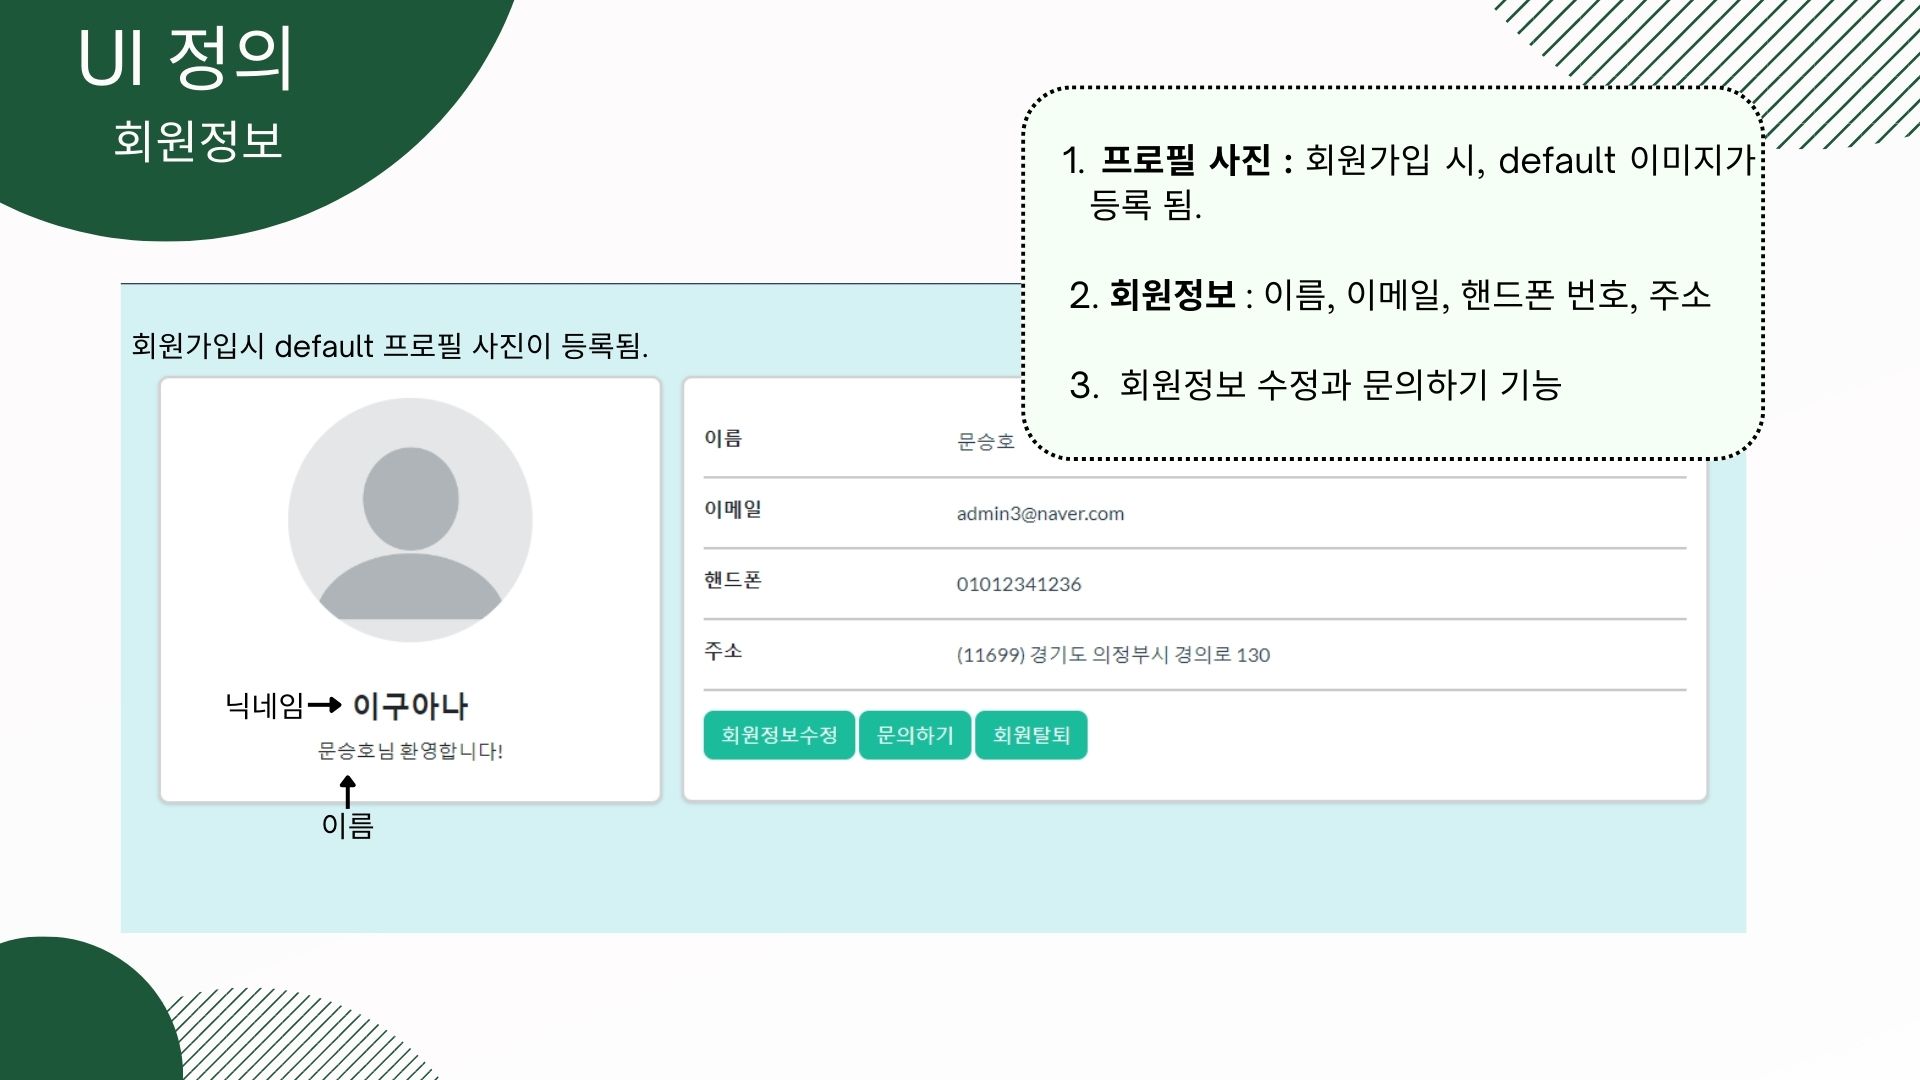 UI 정의
회원정보
1. 프로필 사진 : 회원가입 시, default 이미지가
등록 됨.
2. 회원정보 : 이름, 이메일, 핸드폰 번호, 주소
3. 회원정보 수정과 문의하기 기능
회원가입시 default 프로필 사진이 등록됨.
닉네임 이구아나
문승호님 환영합니다!
이름
이름 문승호
이메일 admin3@naver.com
핸드폰 01012341236
주소 (11699) 경기도 의정부시 경의로 130
회원정보수정 문의하기 회원탈퇴